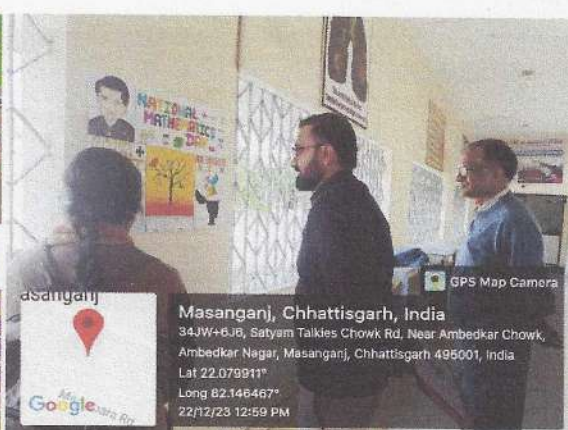 NATIONAL
MATHEMATICS
DAY
GPS Map Camera
asanganj
Google
Masanganj, Chhattisgarh, India
34JW+6J6, Satyam Talkies Chowk Rd, Near Ambedkar Chowk,
Ambedkar Nagar, Masanganj, Chhattisgarh 495001, India
Lat 22.079911°
Long 82.146467°
22/12/23 12:59 PM